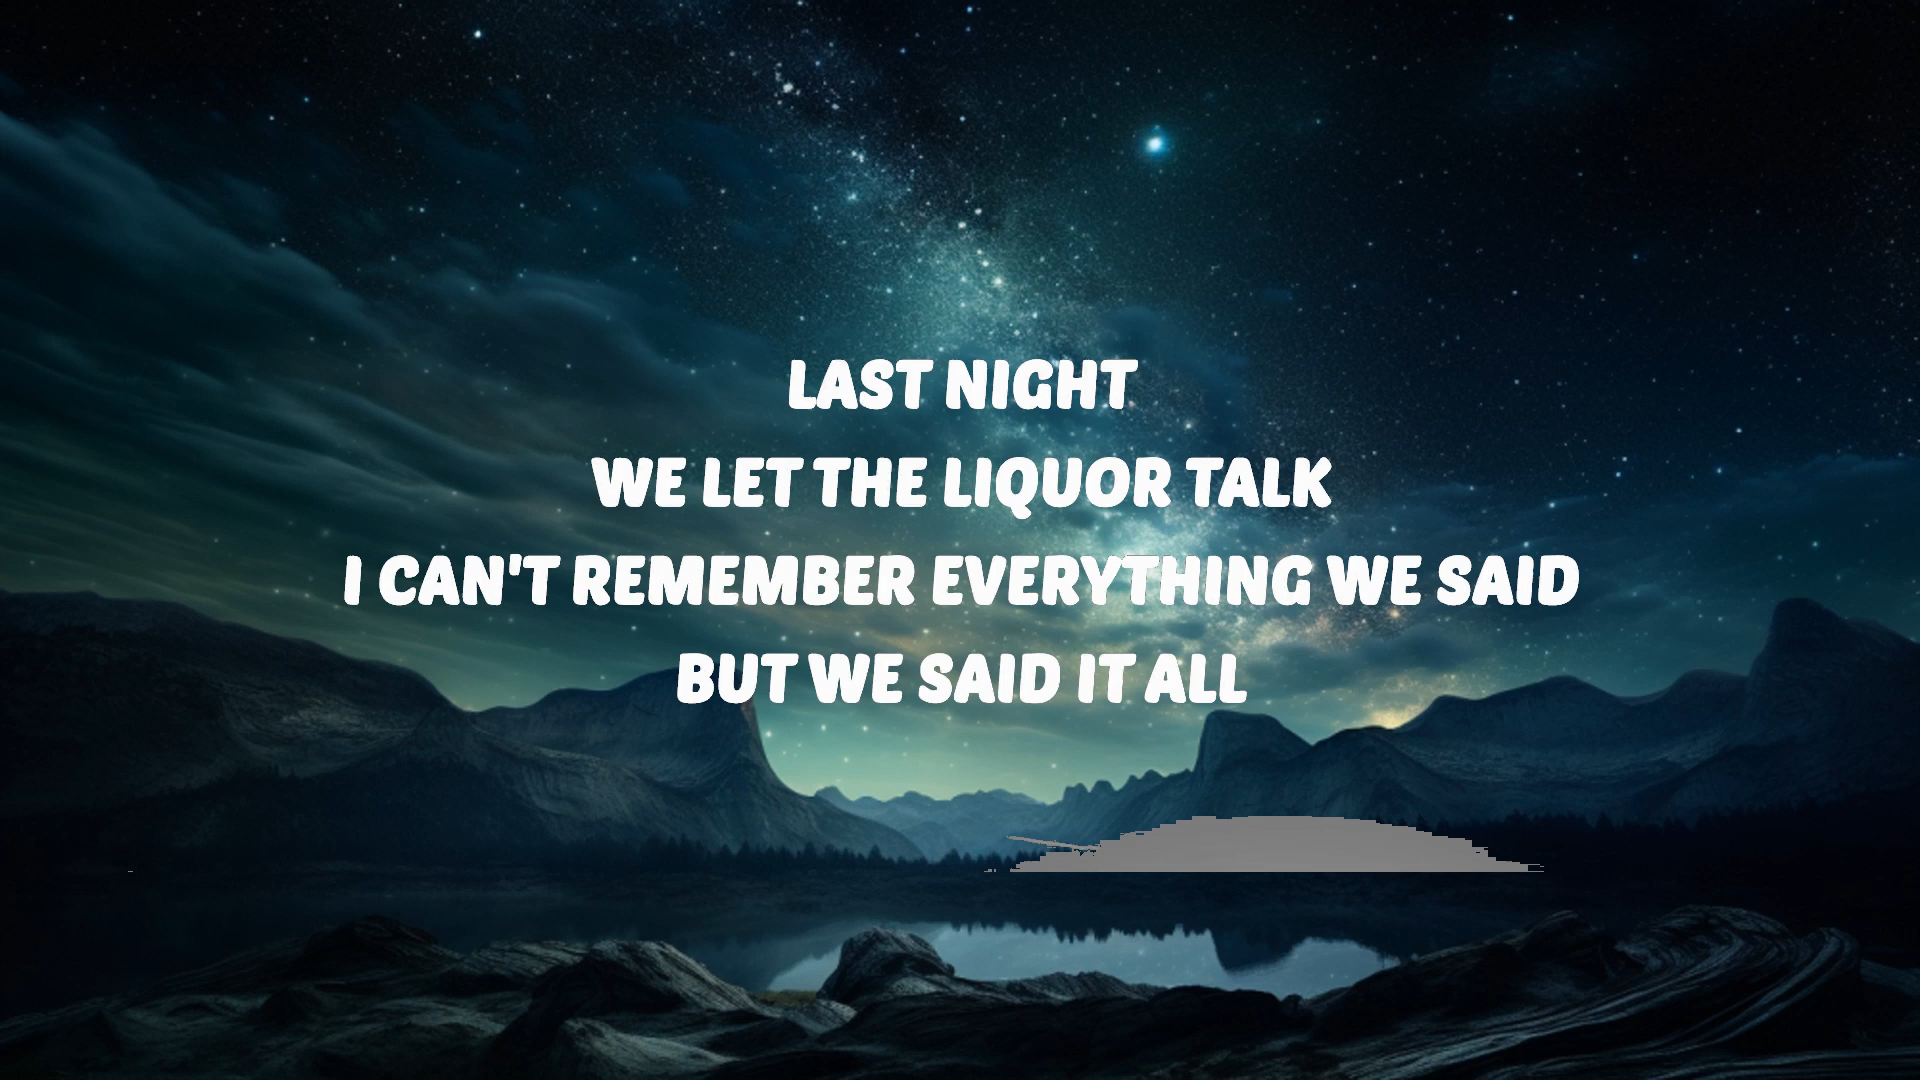 LAST NIGHT
WE LET THE LIQUOR TALK
I CAN'T REMEMBER EVERYTHING WE SAID
BUT WE SAID IT ALL